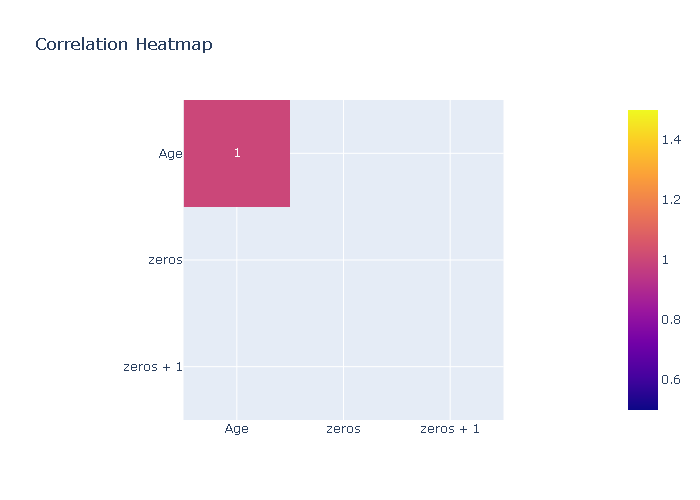 Correlation Heatmap
Age
1
zeros
zeros + 1
Age
zeros
zeros + 1
1.4
1.2
1
0.8
0.6